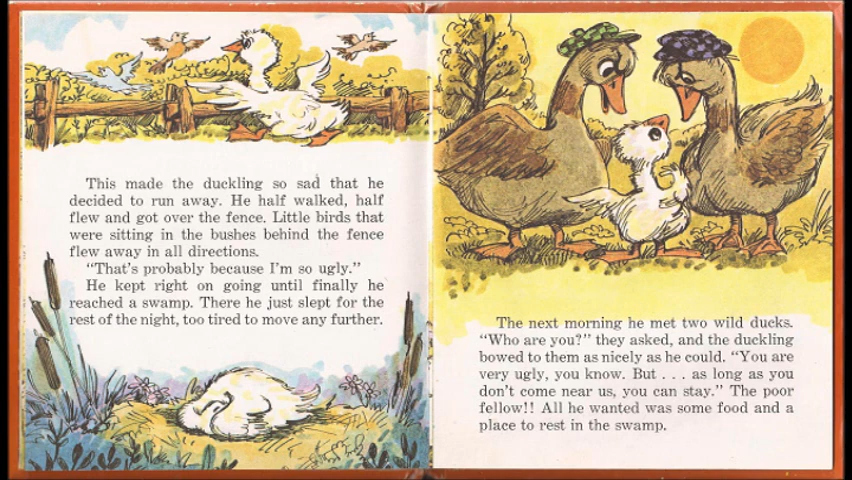 This made the duckling so sad that he
decided to run away. He half walked, half
flew and got over the fence. Little birds that
were sitting in the bushes behind the fence
flew away in all directions.
"That's probably because I'm so ugly."
He kept right on going until finally he
reached a swamp. There he just slept for the
rest of the night, too tired to move any further.
The next morning he met two wild ducks.
"Who are you?" they asked, and the duckling
bowed to them as nicely as he could. "You are
very ugly, you know. But . . . as long as you
don't come near us, you can stay." The poor
fellow!! All he wanted was some food and a
place to rest in the swamp.